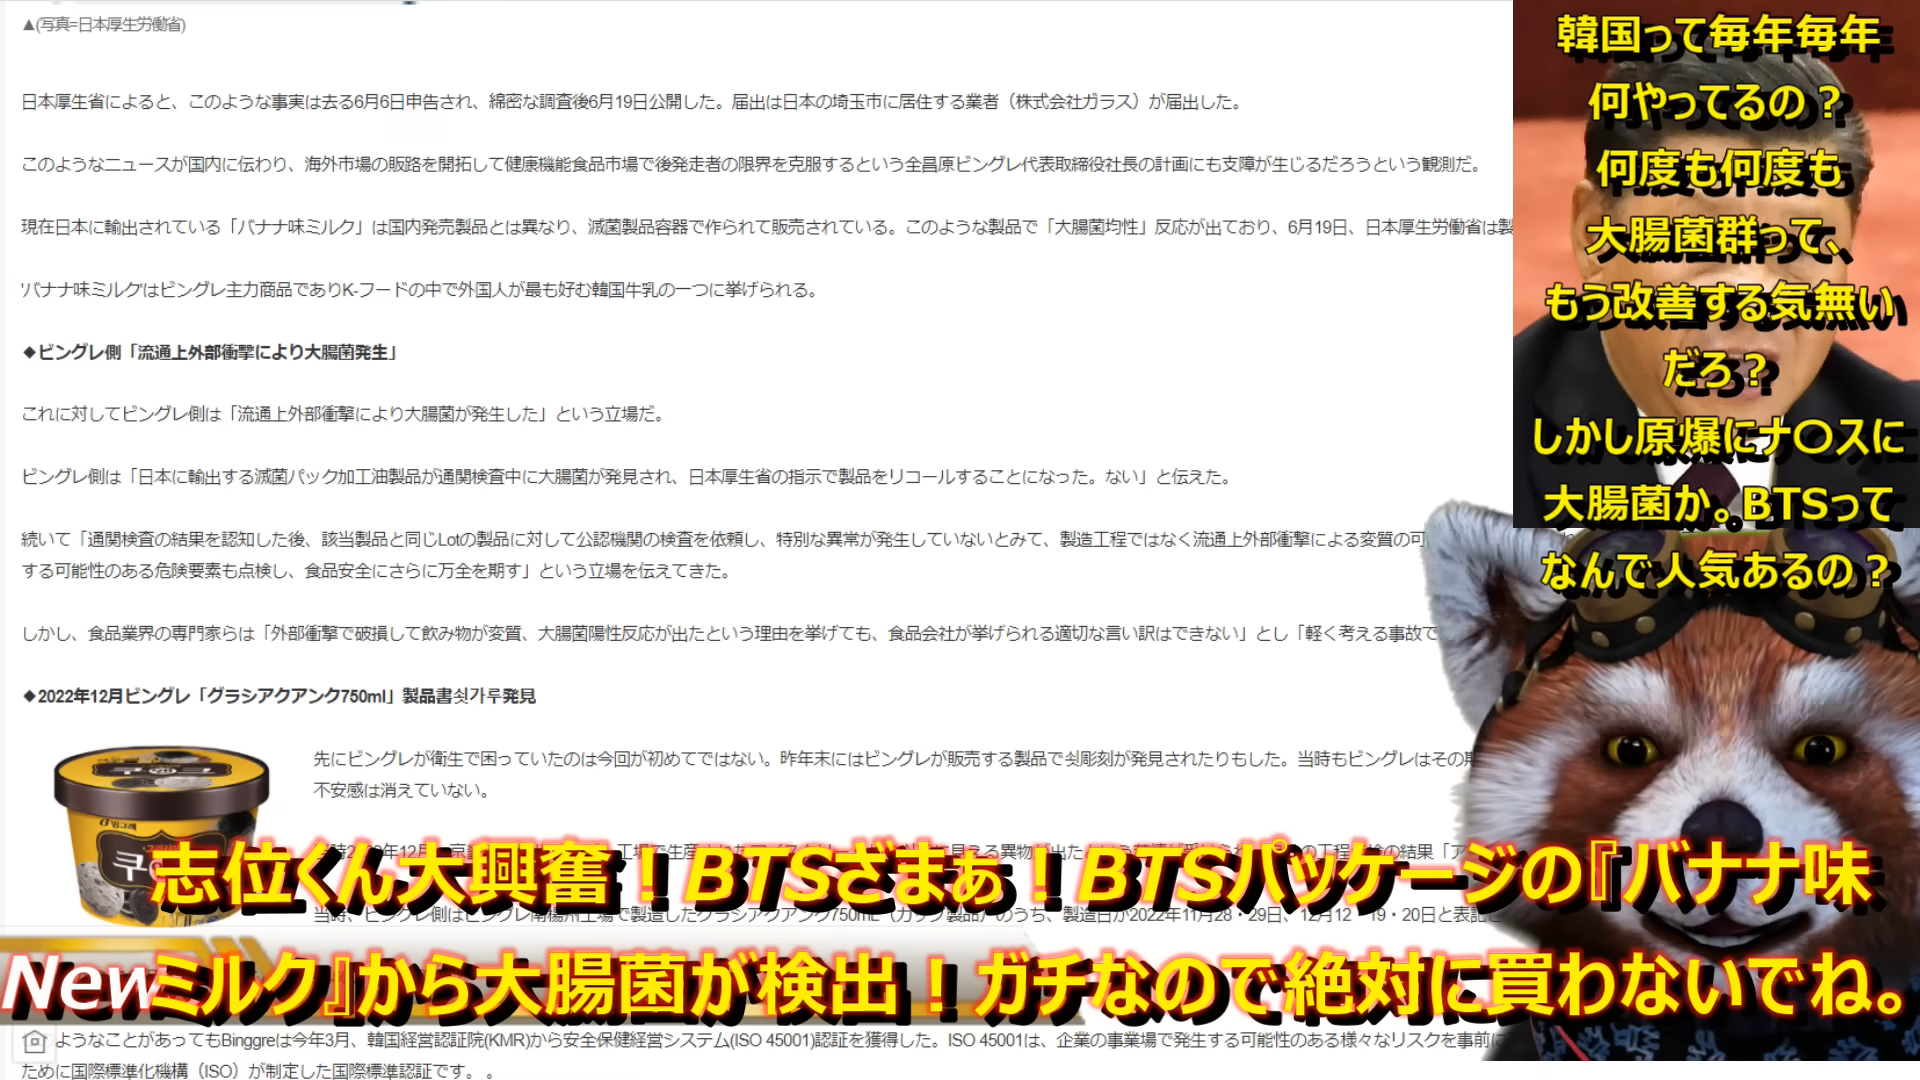 ▲(写真=日本厚生労働省)
日本厚生省によると、このような事実は去る6月6日申告され、綿密な調査後6月19日公開した。届出は日本の埼玉市に居住する業者（株式会社ガラス）が届出した。
このようなニュースが国内に伝わり、海外市場の販路を開拓して健康機能食品市場で後発走者の限界を克服するという全昌原ビングレ代表取締役社長の計画にも支障が生じるだろうという観測だ。
現在日本に輸出されている「バナナ味ミルク」は国内発売製品とは異なり、滅菌製品容器で作られて販売されている。このような製品で「大腸菌均性」反応が出ており、6月19日、日本厚生労働省は製
'バナナ味ミルク'はビングレ主力商品でありK-フードの中で外国人が最も好む韓国牛乳の一つに挙げられる。
◆ビングレ側「流通上外部衝撃により大腸菌発生」
これに対してビングレ側は「流通上外部衝撃により大腸菌が発生した」という立場だ。
ビングレ側は「日本に輸出する滅菌パック加工油製品が通関検査中に大腸菌が発見され、日本厚生省の指示で製品をリコールすることになった。ない」と伝えた。
続いて「通関検査の結果を認知した後、該当製品と同じLotの製品に対して公認機関の検査を依頼し、特別な異常が発生していないとみて、製造工程ではなく流通上外部衝撃による変質の可
する可能性のある危険要素も点検し、食品安全にさらに万全を期す」という立場を伝えてきた。
しかし、食品業界の専門家らは「外部衝撃で破損して飲み物が変質、大腸菌陽性反応が出たという理由を挙げても、食品会社が挙げられる適切な言い訳はできない」とし「軽く考える事故で
◆2022年12月ビングレ「グラシアクアンク750ml」製品書쇳가루発見
先にビングレが衛生で困っていたのは今回が初めてではない。昨年末にはビングレが販売する製品で쇳彫刻が発見されたりもした。当時もビングレはその
不安感は消えていない。
当時、ビングレ側はビングレ南楊州工場で製造したグラシアクアンク750mL（カップ製品）のうち、製造日が2022年11月28・29日、12月12・19・20日と表記
ようなことがあってもBinggreは今年3月、韓国経営認証院(KMR)から安全保健経営システム(ISO 45001)認証を獲得した。ISO 45001は、企業の事業場で発生する可能性のある様々なリスクを事前に
ために国際標準化機構（ISO）が制定した国際標準認証です。 。
韓国って毎年毎年
何やってるの？
何度も何度も
大腸菌群って、
もう改善する気無い
だろ？
しかし原爆にナ〇スに
大腸菌か。BTSって
なんで人気あるの？
빙그레
志位くん大興奮！BTSざまぁ！BTSパッケージの『バナナ味
New
ミルク』から大腸菌が検出！ガチなので絶対に買わないでね。